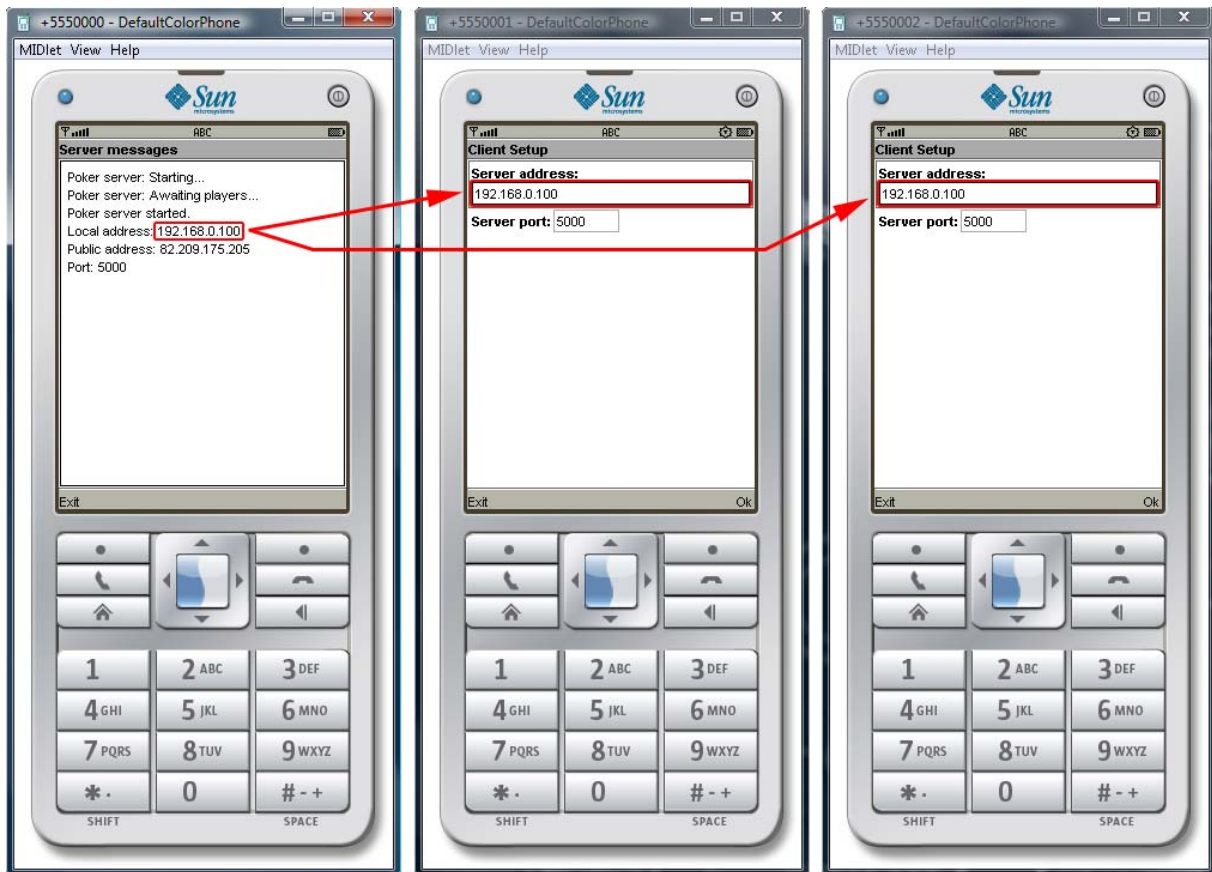 +5550000 - DefaultColorPhone
MIDlet View Help
Sun
microsystems
ABC
Server messages
Poker server: Starting...
Poker server: Awaiting players...
Poker server started.
Local address: 192.168.0.100
Public address: 82.209.175.205
Port: 5000
Exit
1
2 ABC
3 DEF
4 GHI
5 JKL
6 MNO
7 PQRS
8 TUV
9 WXYZ
* .
0
# - +
SHIFT
SPACE
+5550001 - DefaultColorPhone
MIDlet View Help
Sun
microsystems
ABC
Client Setup
Server address:
192.168.0.100
Server port: 5000
Exit
Ok
1
2 ABC
3 DEF
4 GHI
5 JKL
6 MNO
7 PQRS
8 TUV
9 WXYZ
* .
0
# - +
SHIFT
SPACE
+5550002 - DefaultColorPhone
MIDlet View Help
Sun
microsystems
ABC
Client Setup
Server address:
192.168.0.100
Server port: 5000
Exit
Ok
1
2 ABC
3 DEF
4 GHI
5 JKL
6 MNO
7 PQRS
8 TUV
9 WXYZ
* .
0
# - +
SHIFT
SPACE